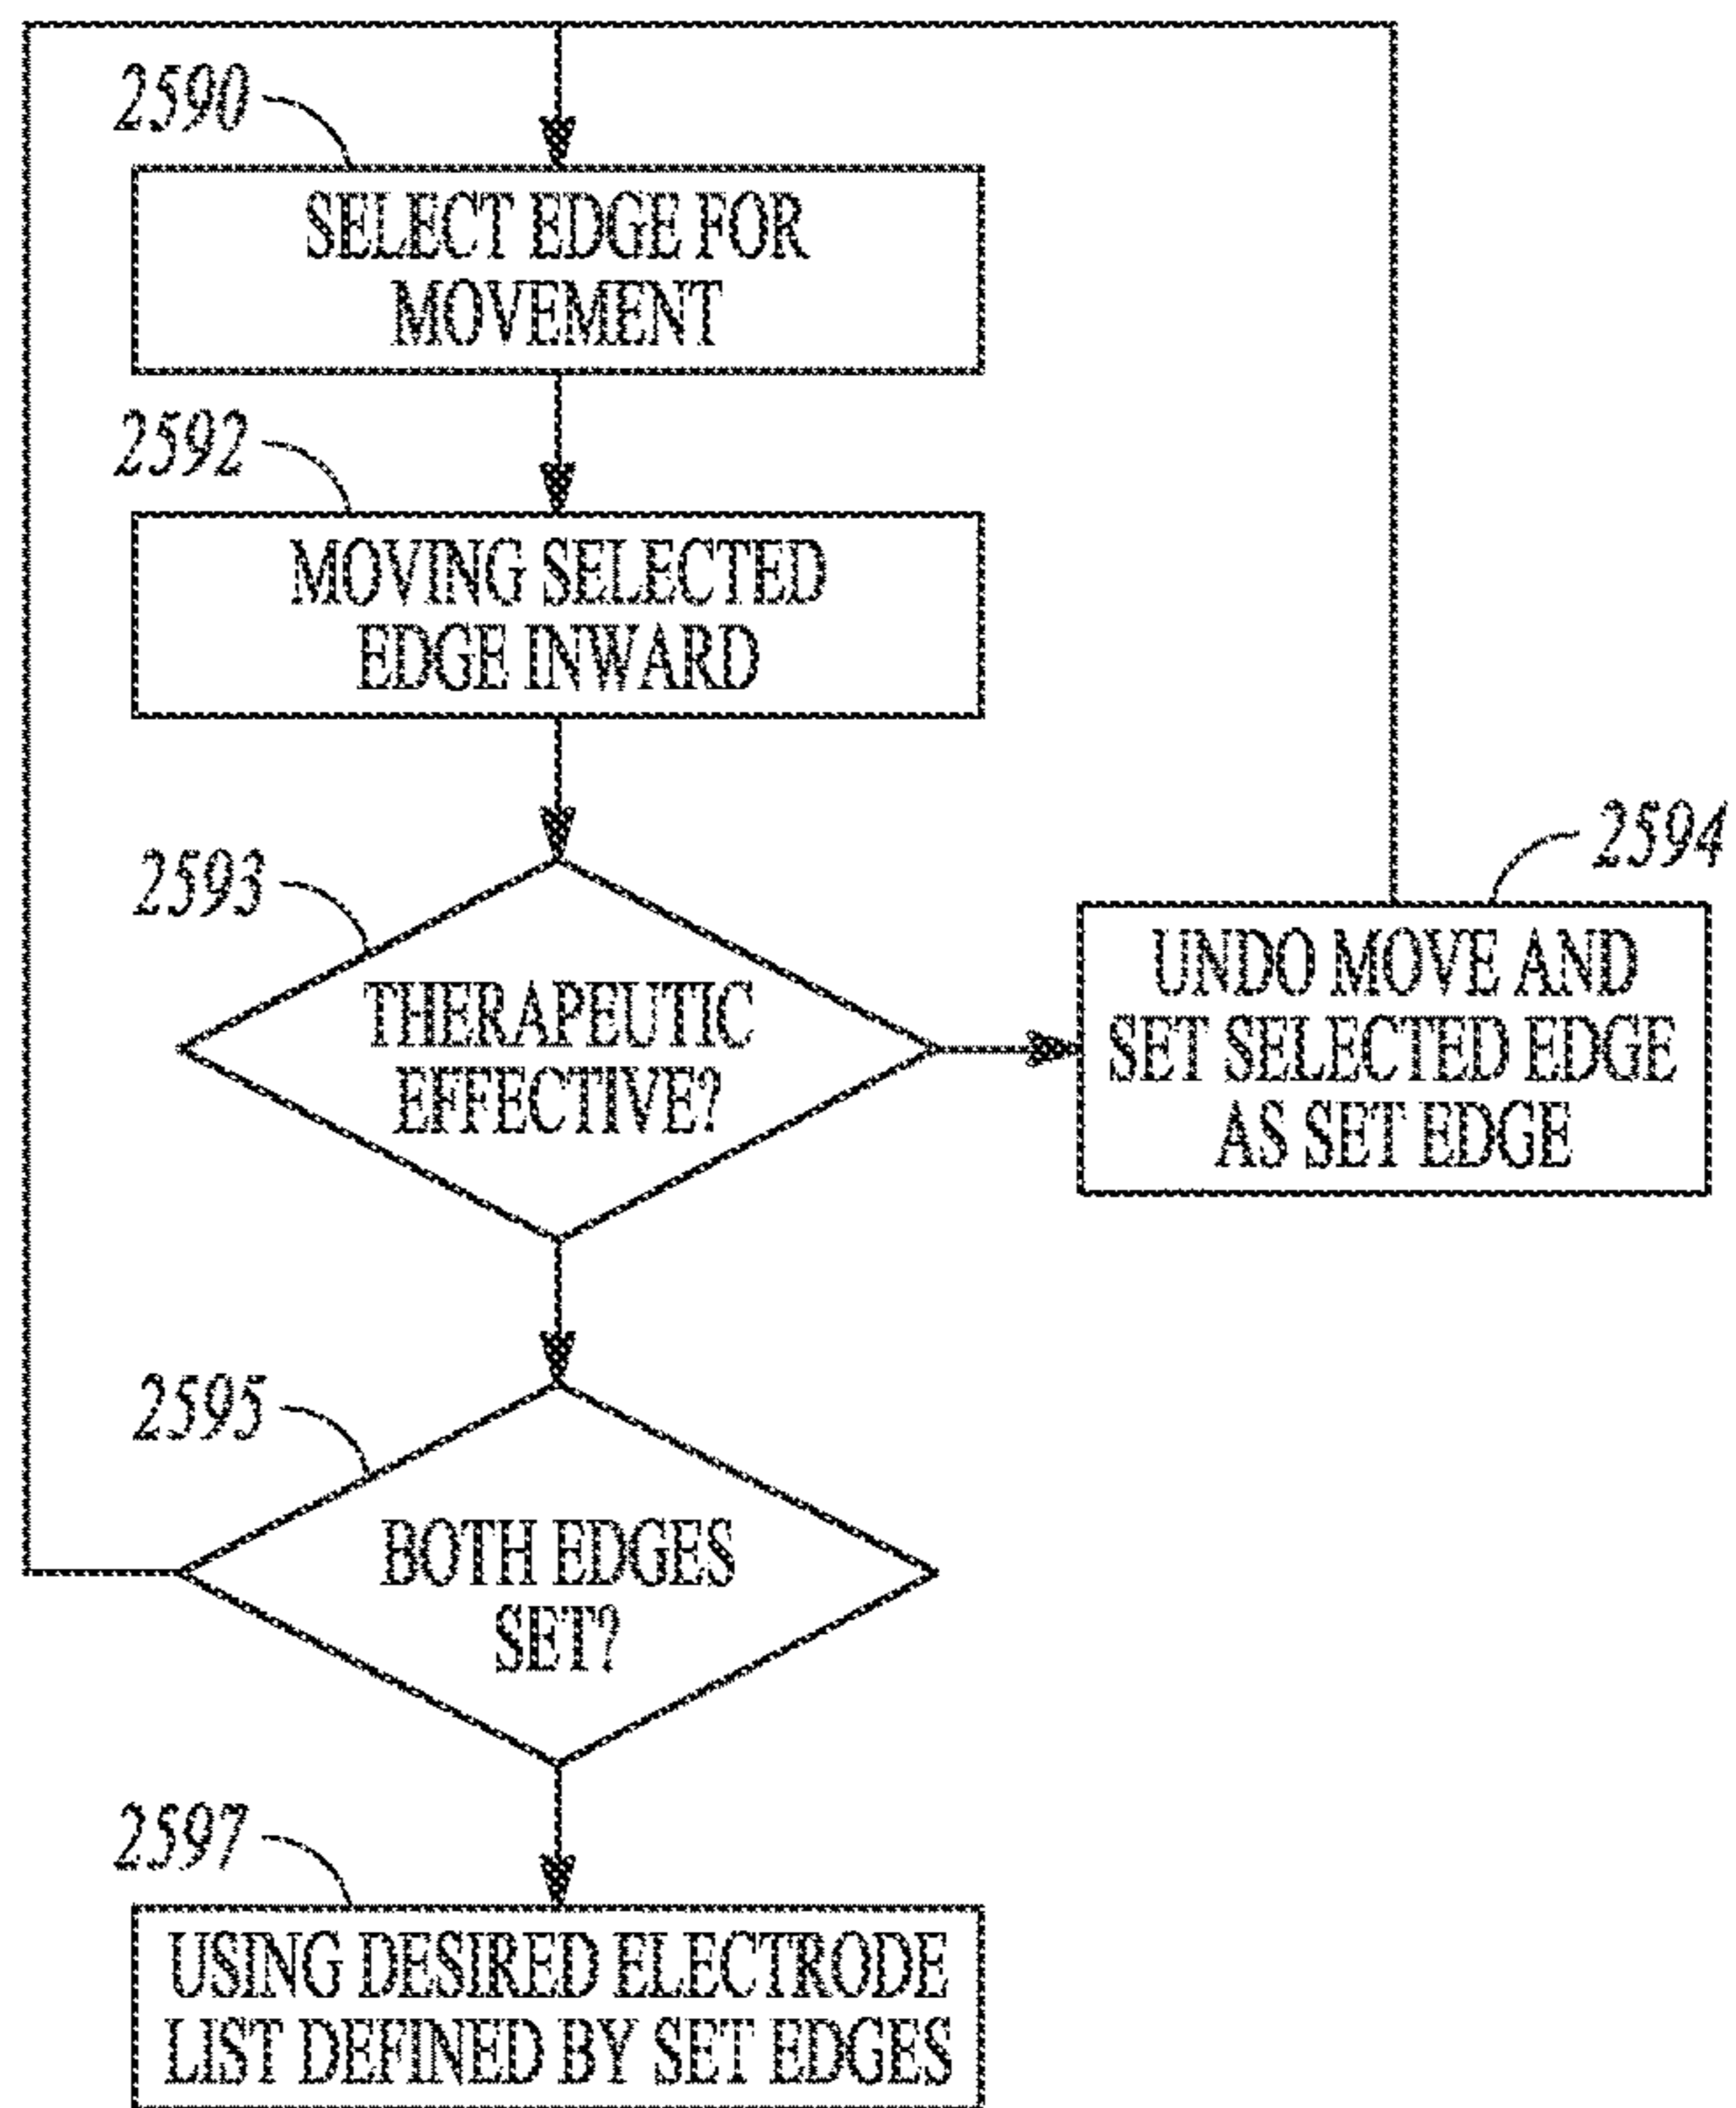 2590
SELECT EDGE FOR
MOVEMENT
2592
MOVING SELECTED
EDGE INWARD
2593
THERAPEUTIC
EFFECTIVE?
2594
UNDO MOVE AND
SET SELECTED EDGE
AS SET EDGE
2595
BOTH EDGES
SET?
2597
USING DESIRED ELECTRODE
LIST DEFINED BY SET EDGES